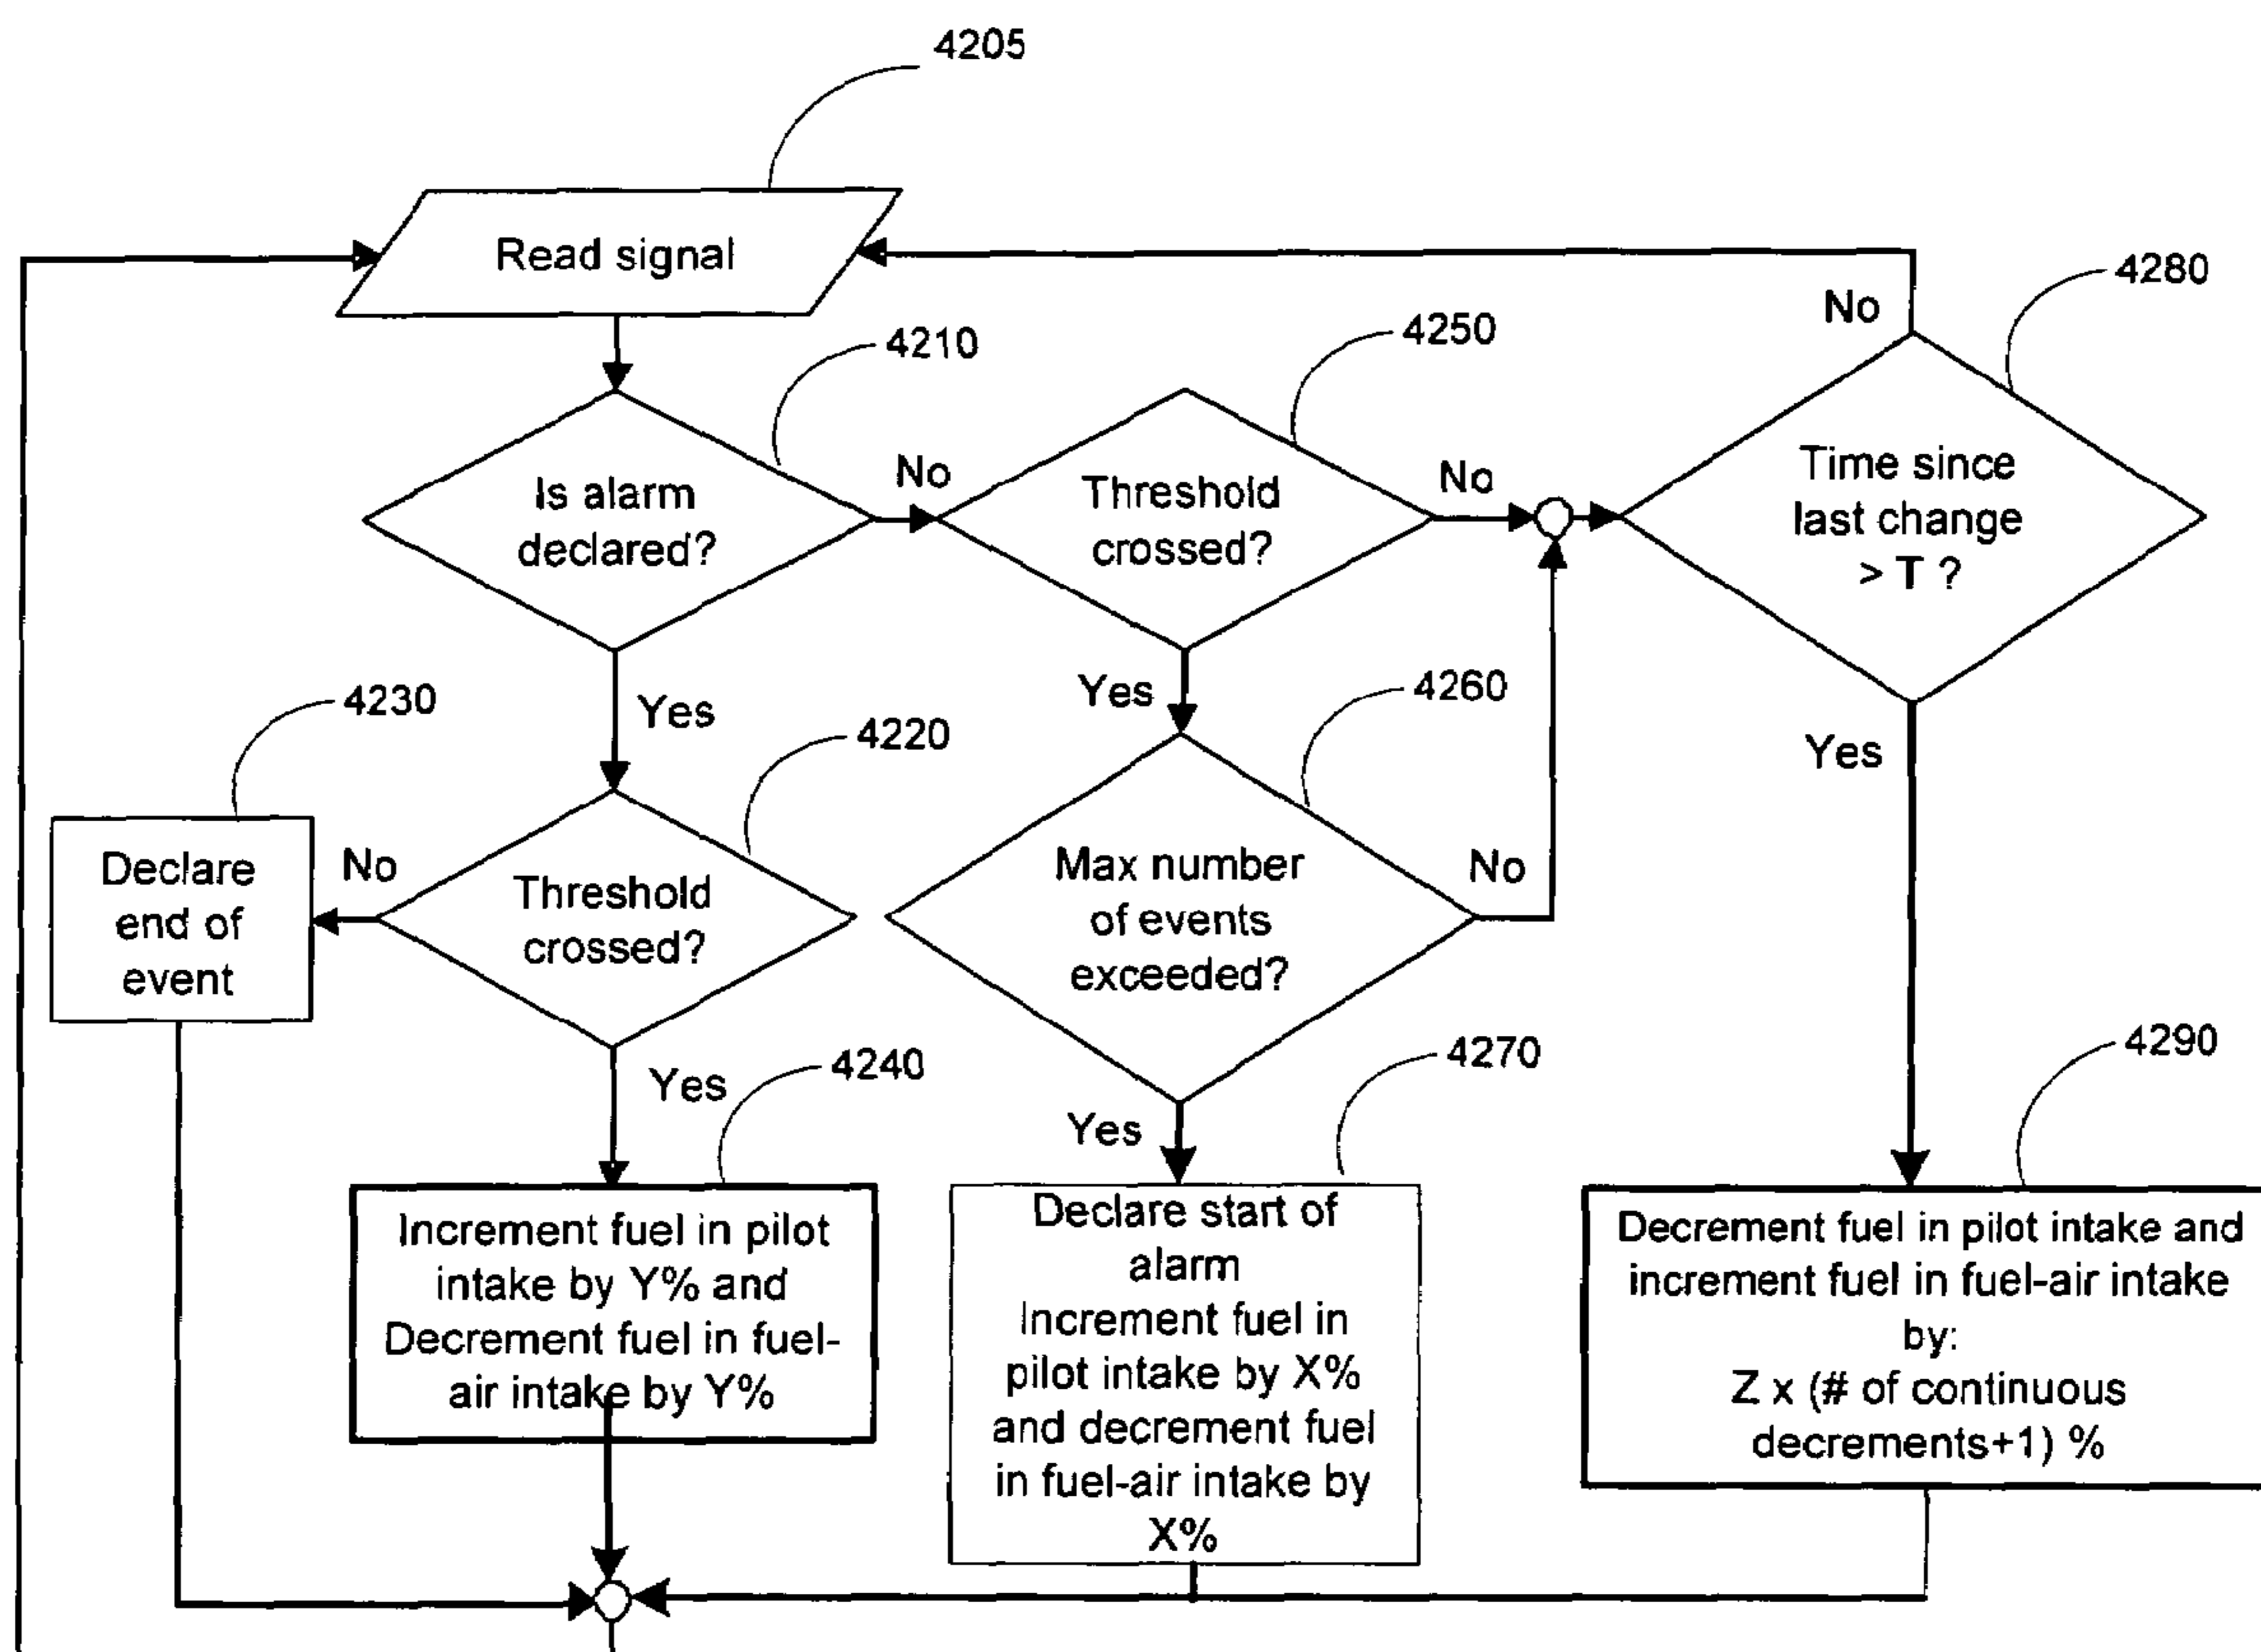 4205
Read signal
4280
No
4210
4250
Is alarm
declared?
No
Threshold
crossed?
No
Time since
last change
> T ?
Yes
Yes
4230
4220
4260
Yes
Declare
end of
event
No
Threshold
crossed?
Max number
of events
exceeded?
No
Yes
4240
Yes
4270
4290
Increment fuel in pilot
intake by Y% and
Decrement fuel in fuel-
air intake by Y%
Declare start of
alarm
Increment fuel in
pilot intake by X%
and decrement fuel
in fuel-air intake by
X%
Decrement fuel in pilot intake and
increment fuel in fuel-air intake
by:
Z x (# of continuous
decrements+1) %